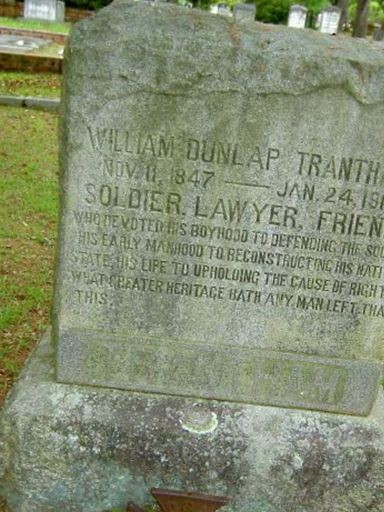 WILLIAM DUNLAP TRANTH
NOV. 11, 1847 — JAN. 24, 19
SOLDIER, LAWYER, FRIEN
WHO DEVOTED HIS BOYHOOD TO DEFENDING THE SOU
HIS EARLY MANHOOD TO RECONSTRUCTING HIS NATI
STATE, HIS LIFE TO UPHOLDING THE CAUSE OF RIGHT
WHAT GREATER HERITAGE HATH ANY MAN LEFT THA
THIS